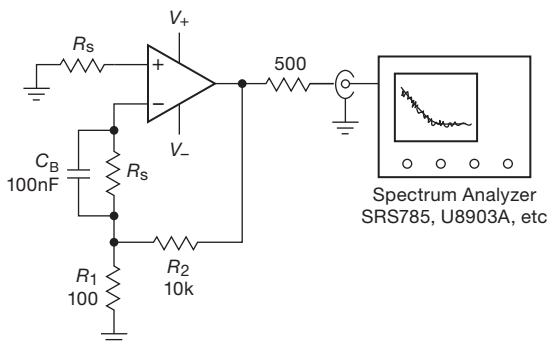 V+
Rs
+
500
−
V−
CB
100nF
Rs
R2
10k
R1
100
Spectrum Analyzer
SRS785, U8903A, etc